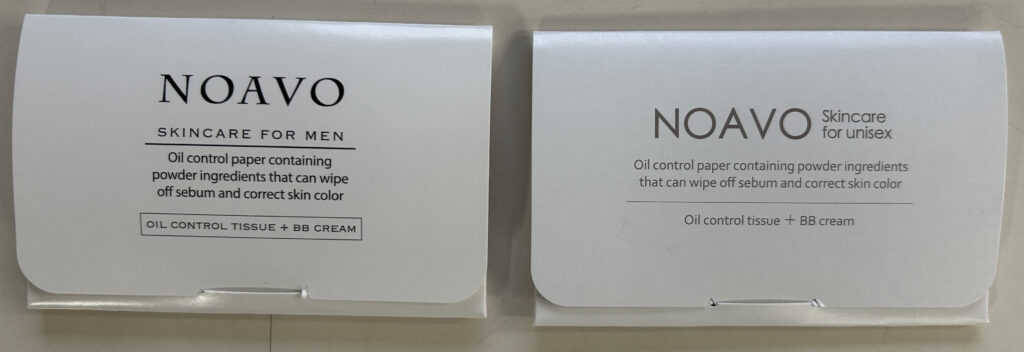 NOAVO
SKINCARE FOR MEN
Oil control paper containing
powder ingredients that can wipe
off sebum and correct skin color
OIL CONTROL TISSUE + BB CREAM
NOAVO Skincare
for unisex
Oil control paper containing powder ingredients
that can wipe off sebum and correct skin color
Oil control tissue + BB cream